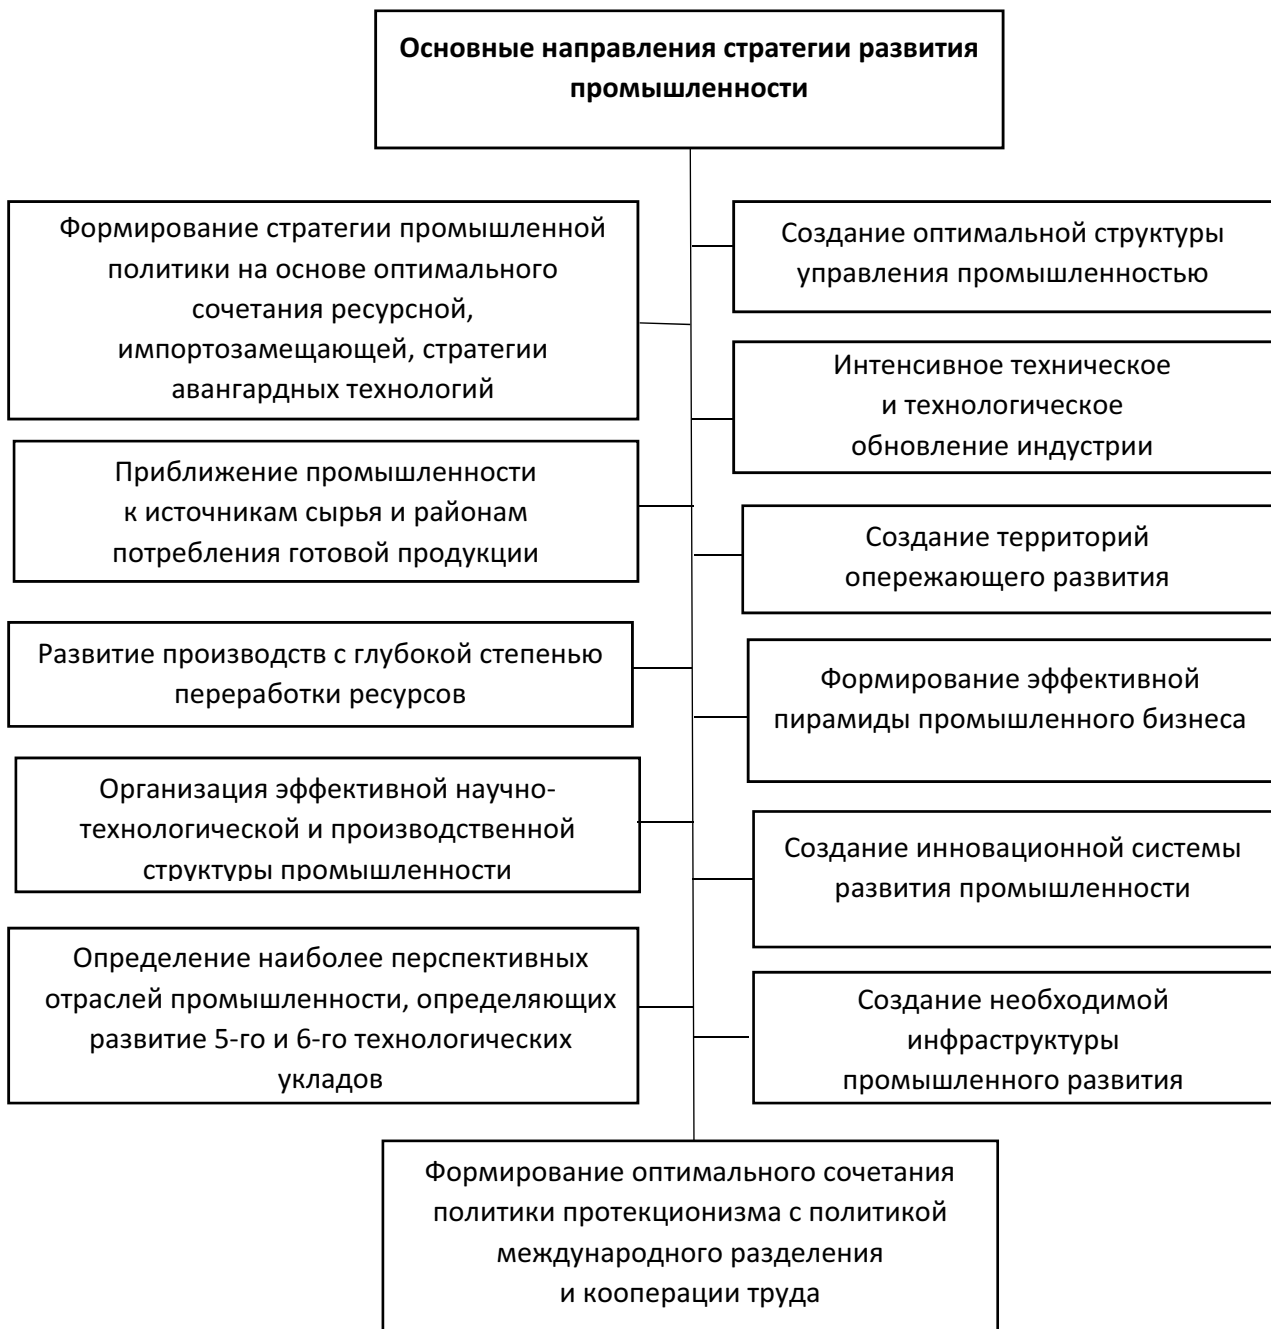 Основные направления стратегии развития
промышленности
Формирование стратегии промышленной
политики на основе оптимального
сочетания ресурсной,
импортозамещающей, стратегии
авангардных технологий
Создание оптимальной структуры
управления промышленностью
Интенсивное техническое
и технологическое
обновление индустрии
Приближение промышленности
к источникам сырья и районам
потребления готовой продукции
Создание территорий
опережающего развития
Развитие производств с глубокой степенью
переработки ресурсов
Формирование эффективной
пирамиды промышленного бизнеса
Организация эффективной научно-
технологической и производственной
структуры промышленности
Создание инновационной системы
развития промышленности
Определение наиболее перспективных
отраслей промышленности, определяющих
развитие 5-го и 6-го технологических
укладов
Создание необходимой
инфраструктуры
промышленного развития
Формирование оптимального сочетания
политики протекционизма с политикой
международного разделения
и кооперации труда